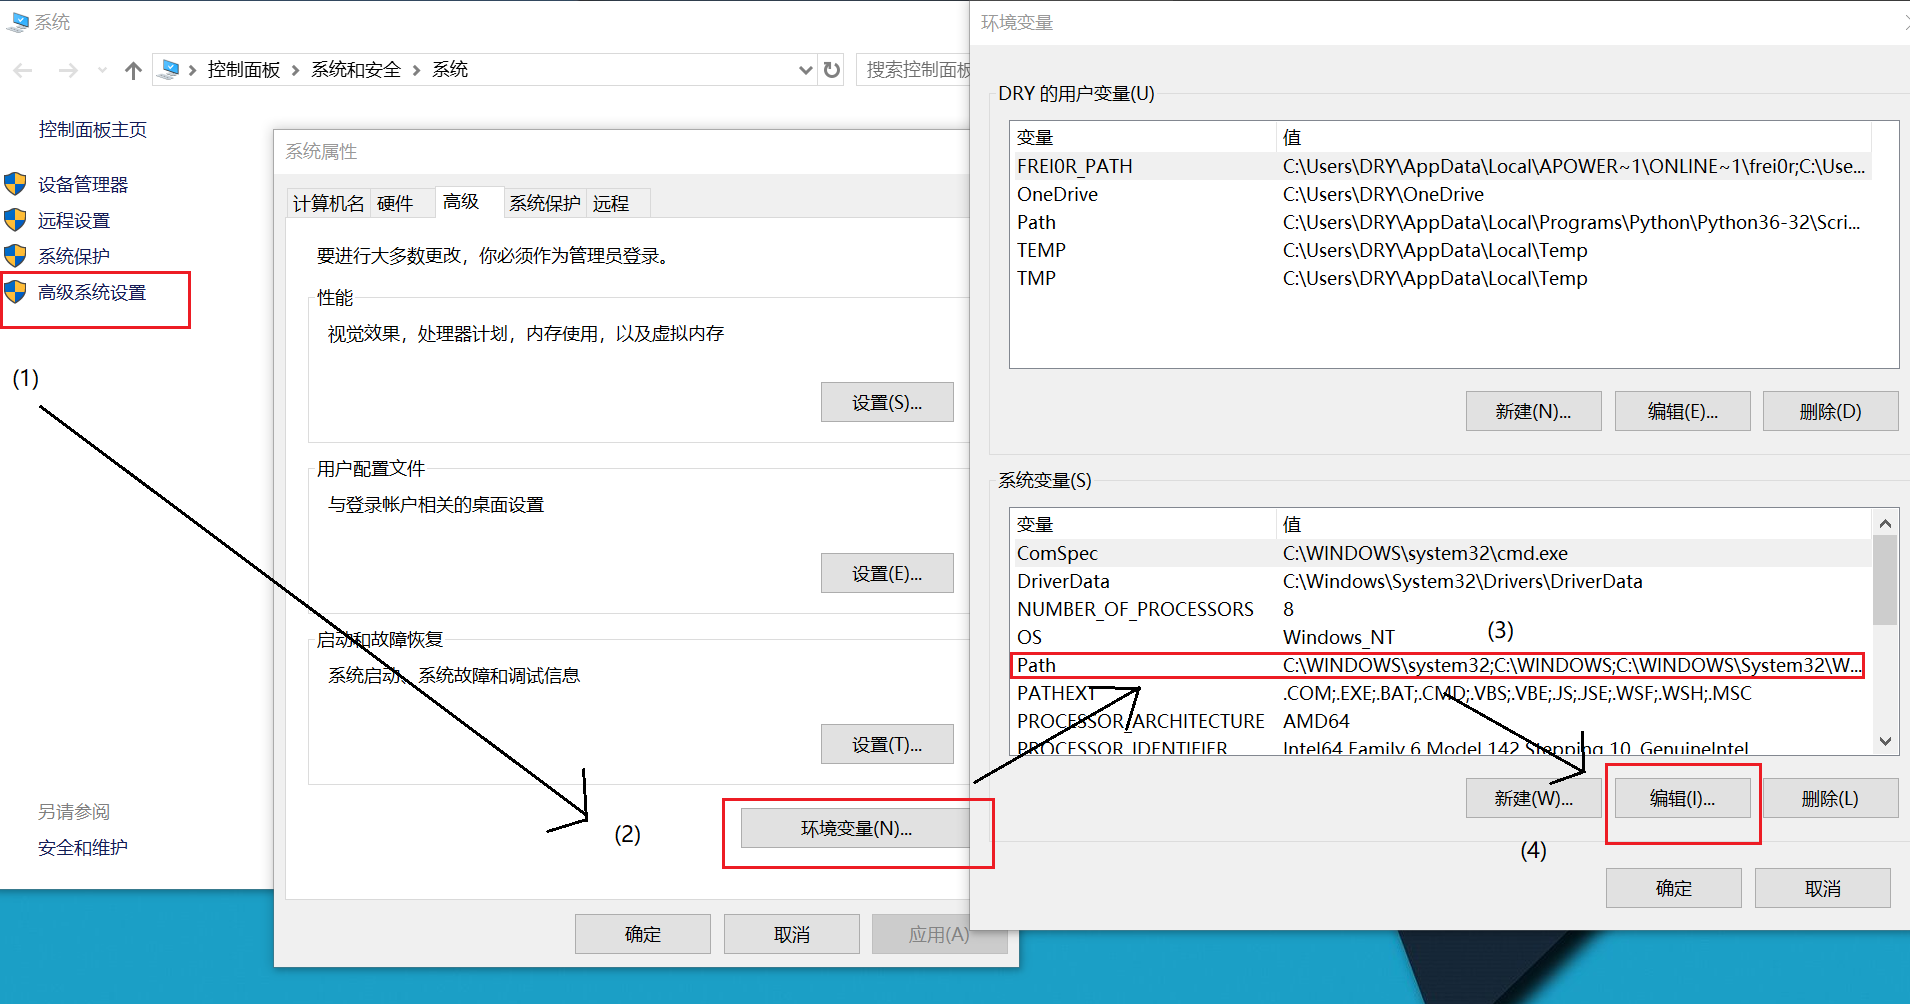 系统
控制面板 系统和安全 系统
搜索控制面板
控制面板主页
设备管理器
远程设置
系统保护
高级系统设置
(1)
另请参阅
安全和维护
系统属性
计算机名 硬件 高级 系统保护 远程
要进行大多数更改，你必须作为管理员登录。
性能
视觉效果，处理器计划，内存使用，以及虚拟内存
设置(S)...
用户配置文件
与登录帐户相关的桌面设置
设置(E)...
启动和故障恢复
系统启动、系统故障和调试信息
设置(T)...
(2)
环境变量(N)...
确定 取消 应用(A)
环境变量
DRY 的用户变量(U)
变量 值
FREI0R_PATH C:\Users\DRY\AppData\Local\APOWER~1\ONLINE~1\frei0r;C:\Use...
OneDrive C:\Users\DRY\OneDrive
Path C:\Users\DRY\AppData\Local\Programs\Python\Python36-32\Scri...
TEMP C:\Users\DRY\AppData\Local\Temp
TMP C:\Users\DRY\AppData\Local\Temp
新建(N)... 编辑(E)... 删除(D)
系统变量(S)
变量 值
ComSpec C:\WINDOWS\system32\cmd.exe
DriverData C:\Windows\System32\Drivers\DriverData
NUMBER_OF_PROCESSORS 8
OS Windows_NT
(3)
Path C:\WINDOWS\system32;C:\WINDOWS;C:\WINDOWS\System32\W...
PATHEXT .COM;.EXE;.BAT;.CMD;.VBS;.VBE;.JS;.JSE;.WSF;.WSH;.MSC
PROCESSOR_ARCHITECTURE AMD64
PROCESSOR_IDENTIFIER Intel64 Family 6 Model 142 Stepping 10, GenuineIntel
新建(W)... 编辑(I)... 删除(L)
(4)
确定 取消